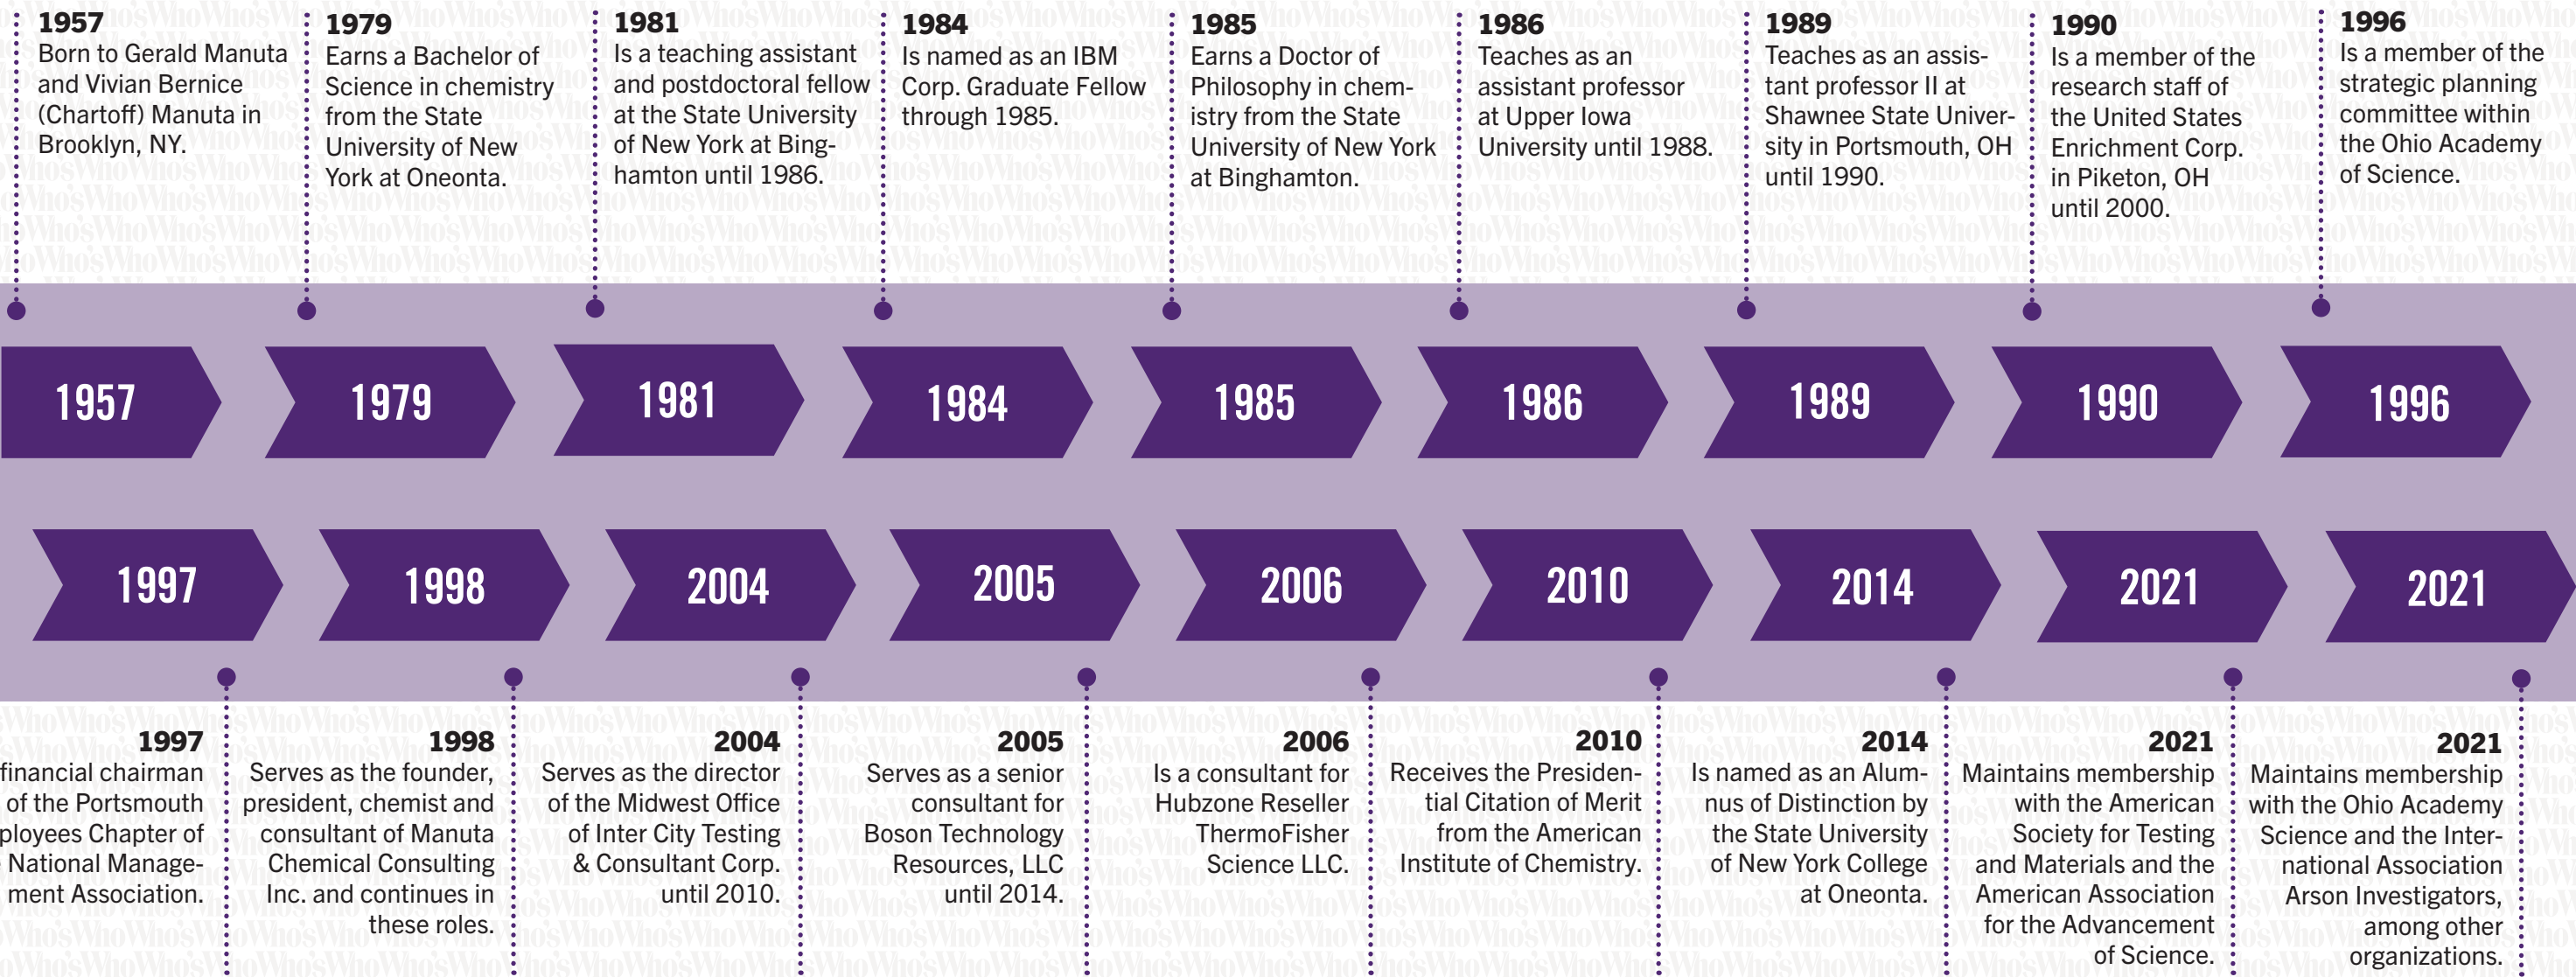 1957
Born to Gerald Manuta
and Vivian Bernice
(Chartoff) Manuta in
Brooklyn, NY.
1979
Earns a Bachelor of
Science in chemistry
from the State
University of New
York at Oneonta.
1981
Is a teaching assistant
and postdoctoral fellow
at the State University
of New York at Bing-
hamton until 1986.
1984
Is named as an IBM
Corp. Graduate Fellow
through 1985.
1985
Earns a Doctor of
Philosophy in chem-
istry from the State
University of New York
at Binghamton.
1986
Teaches as an
assistant professor
at Upper Iowa
University until 1988.
1989
Teaches as an assis-
tant professor II at
Shawnee State Univer-
sity in Portsmouth, OH
until 1990.
1990
Is a member of the
research staff of
the United States
Enrichment Corp.
in Piketon, OH
until 2000.
1996
Is a member of the
strategic planning
committee within
the Ohio Academy
of Science.
1957
1979
1981
1984
1985
1986
1989
1990
1996
1997
1998
2004
2005
2006
2010
2014
2021
2021
1997
financial chairman
of the Portsmouth
ployees Chapter of
National Manage-
ment Association.
1998
Serves as the founder,
president, chemist and
consultant of Manuta
Chemical Consulting
Inc. and continues in
these roles.
2004
Serves as the director
of the Midwest Office
of Inter City Testing
& Consultant Corp.
until 2010.
2005
Serves as a senior
consultant for
Boson Technology
Resources, LLC
until 2014.
2006
Is a consultant for
Hubzone Reseller
ThermoFisher
Science LLC.
2010
Receives the Presiden-
tial Citation of Merit
from the American
Institute of Chemistry.
2014
Is named as an Alum-
nus of Distinction by
the State University
of New York College
at Oneonta.
2021
Maintains membership
with the American
Society for Testing
and Materials and the
American Association
for the Advancement
of Science.
2021
Maintains membership
with the Ohio Academy
Science and the Inter-
national Association
Arson Investigators,
among other
organizations.